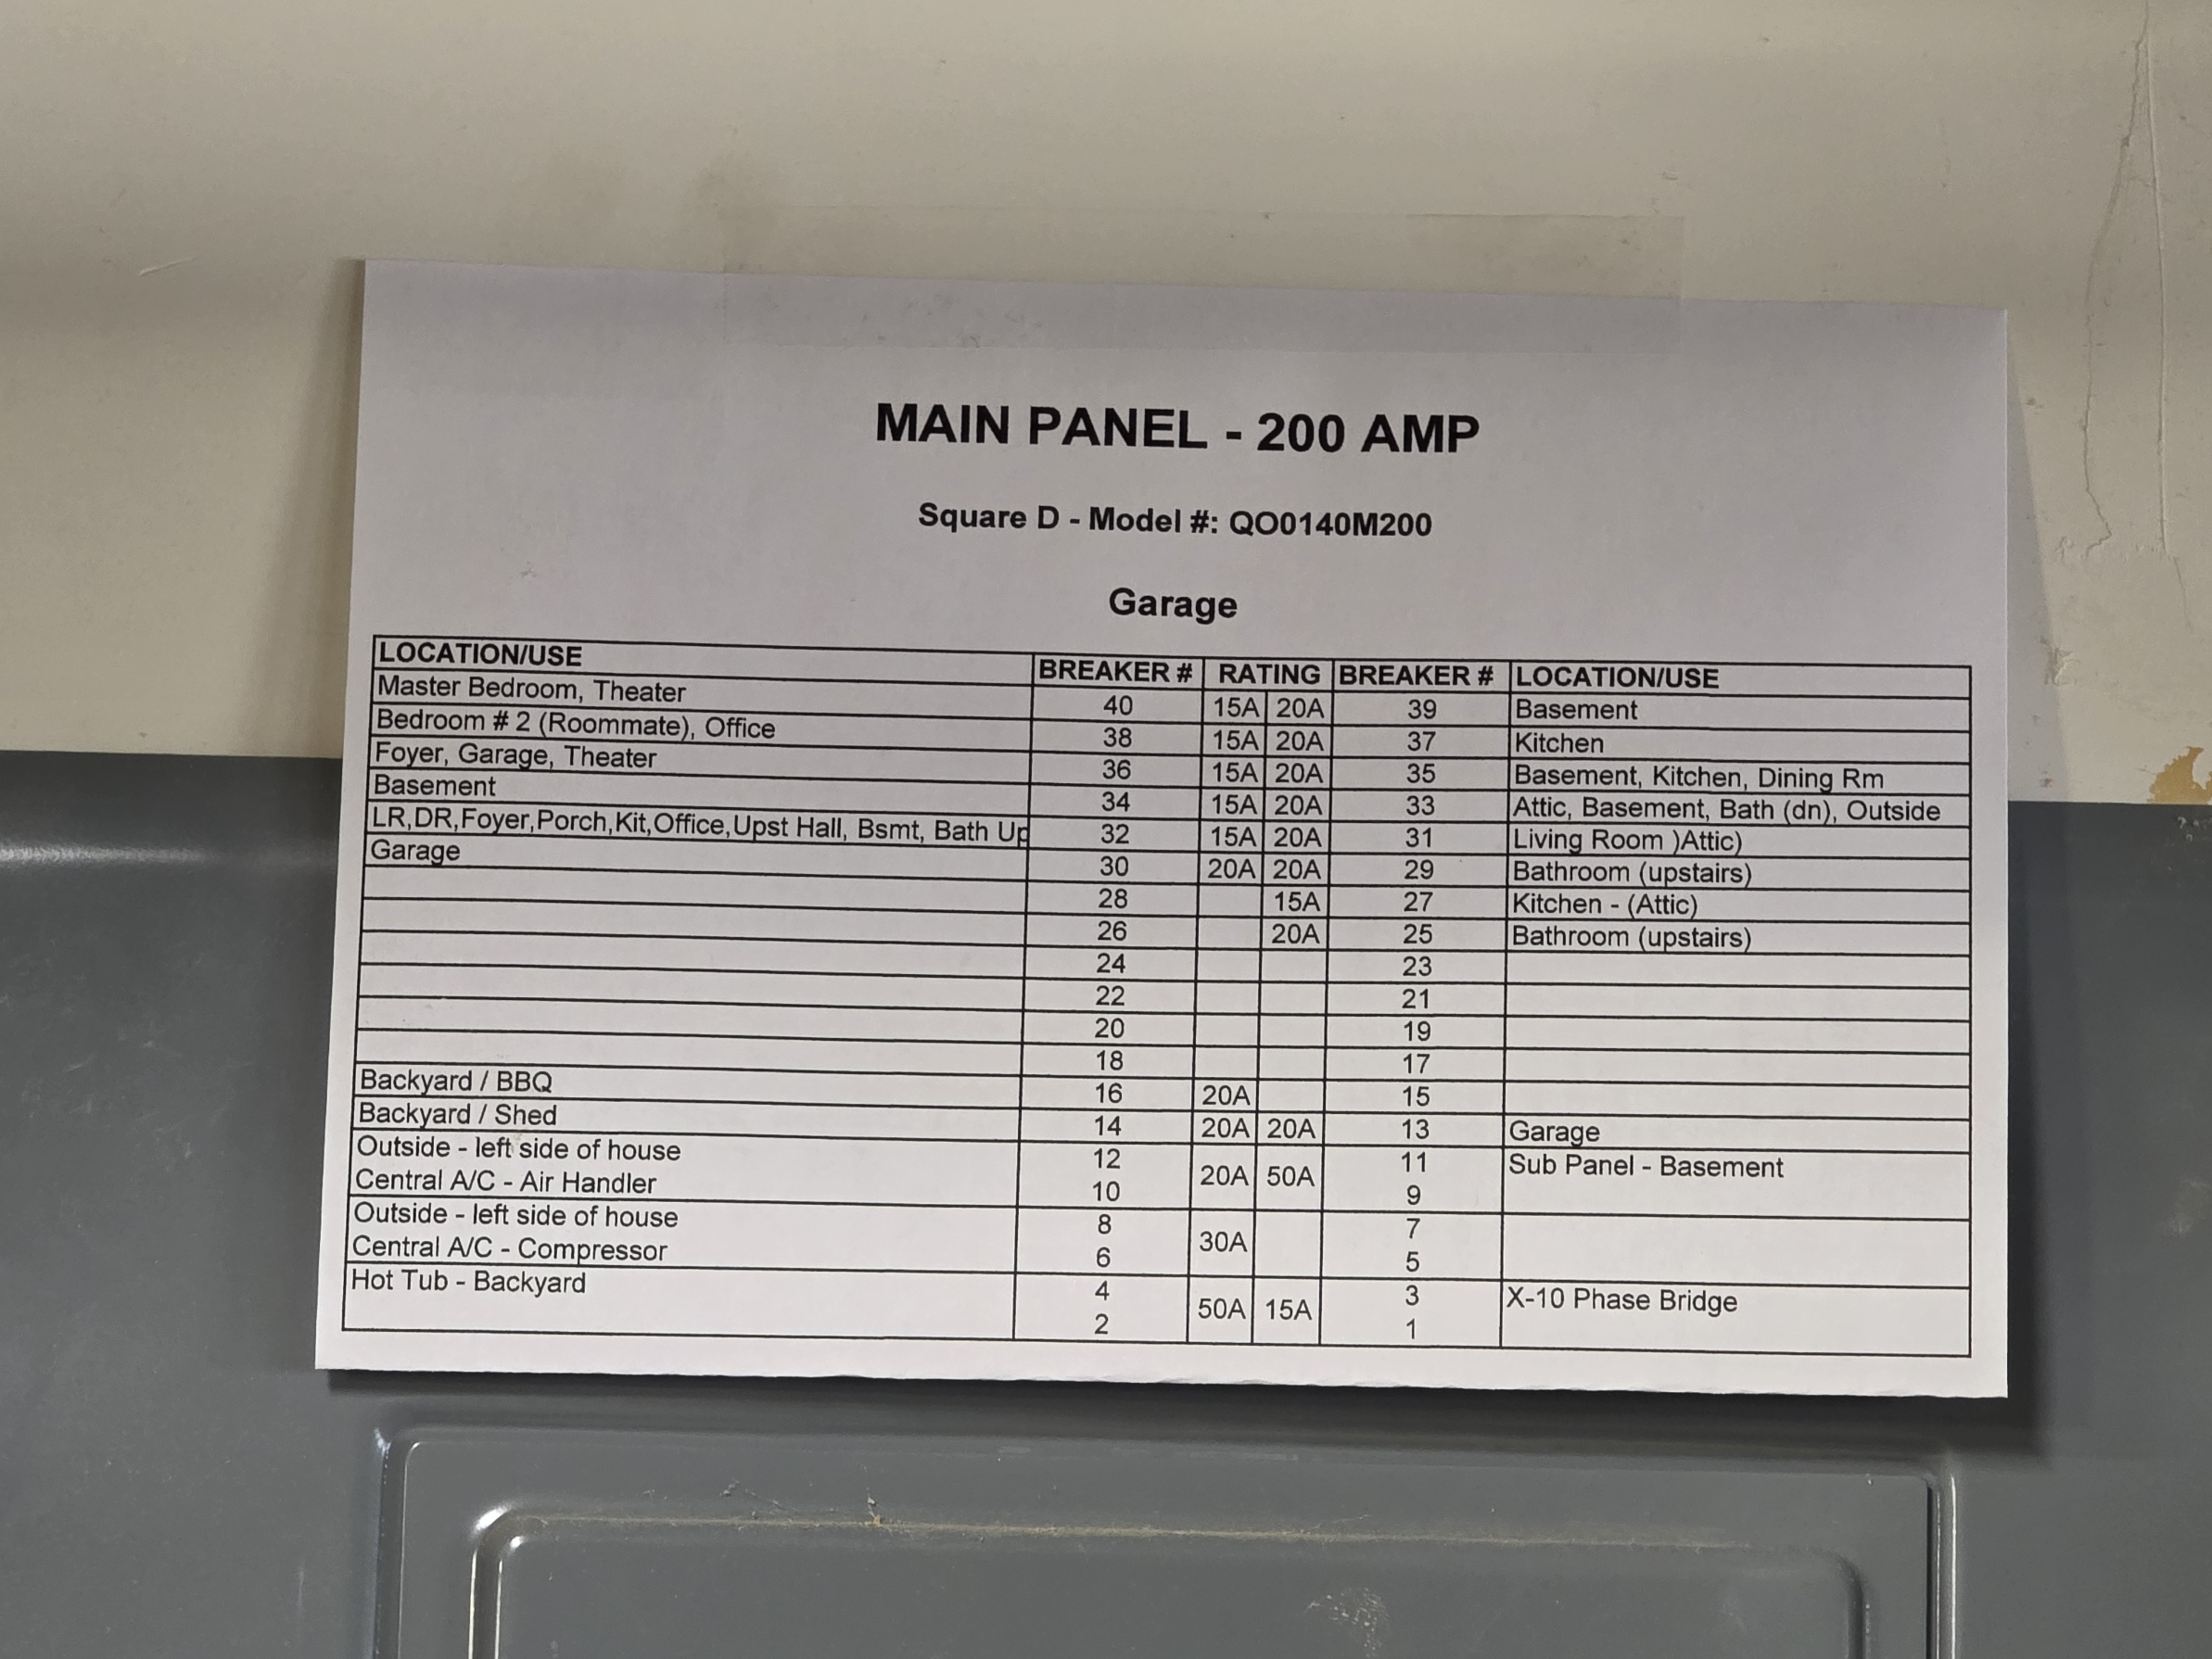 MAIN PANEL - 200 AMP
Square D - Model #: QO0140M200
Garage
LOCATION/USE BREAKER # RATING BREAKER # LOCATION/USE
Master Bedroom, Theater 40 15A 20A 39 Basement
Bedroom # 2 (Roommate), Office 38 15A 20A 37 Kitchen
Foyer, Garage, Theater 36 15A 20A 35 Basement, Kitchen, Dining Rm
Basement 34 15A 20A 33 Attic, Basement, Bath (dn), Outside
LR,DR,Foyer,Porch,Kit,Office,Upst Hall, Bsmt, Bath Up 32 15A 20A 31 Living Room )Attic)
Garage 30 20A 20A 29 Bathroom (upstairs)
28 15A 27 Kitchen - (Attic)
26 20A 25 Bathroom (upstairs)
24 23
22 21
20 19
18 17
Backyard / BBQ 16 20A 15
Backyard / Shed 14 20A 20A 13 Garage
Outside - left side of house 12 20A 50A 11 Sub Panel - Basement
Central A/C - Air Handler 10 9
Outside - left side of house 8 30A 7
Central A/C - Compressor 6 5
Hot Tub - Backyard 4 50A 15A 3 X-10 Phase Bridge
2 1